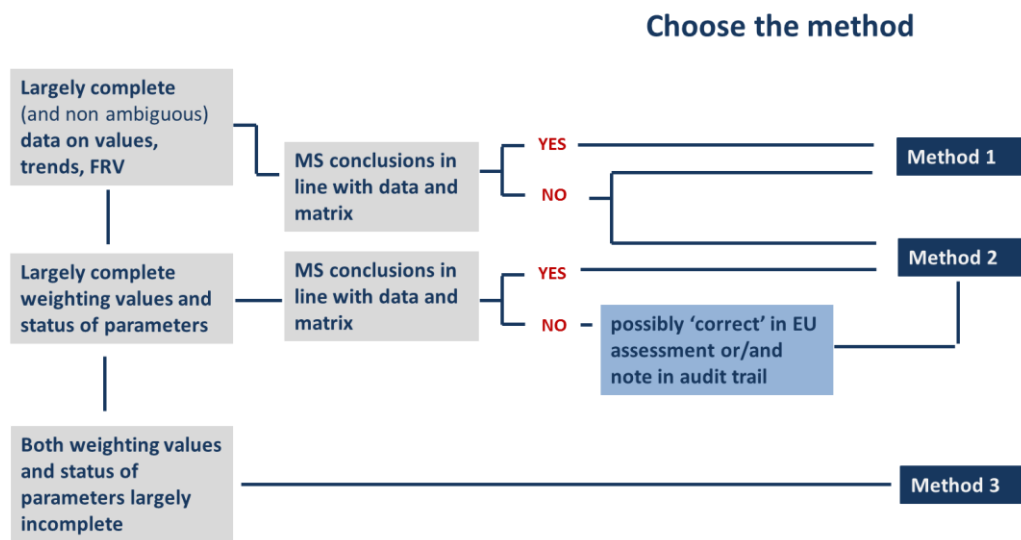 Choose the method
Largely complete
(and non ambiguous)
data on values,
trends, FRV
MS conclusions in
line with data and
matrix
YES
NO
Method 1
Largely complete
weighting values and
status of parameters
MS conclusions in
line with data and
matrix
YES
NO
possibly ‘correct’ in EU
assessment or/and
note in audit trail
Method 2
Both weighting values
and status of
parameters largely
incomplete
Method 3